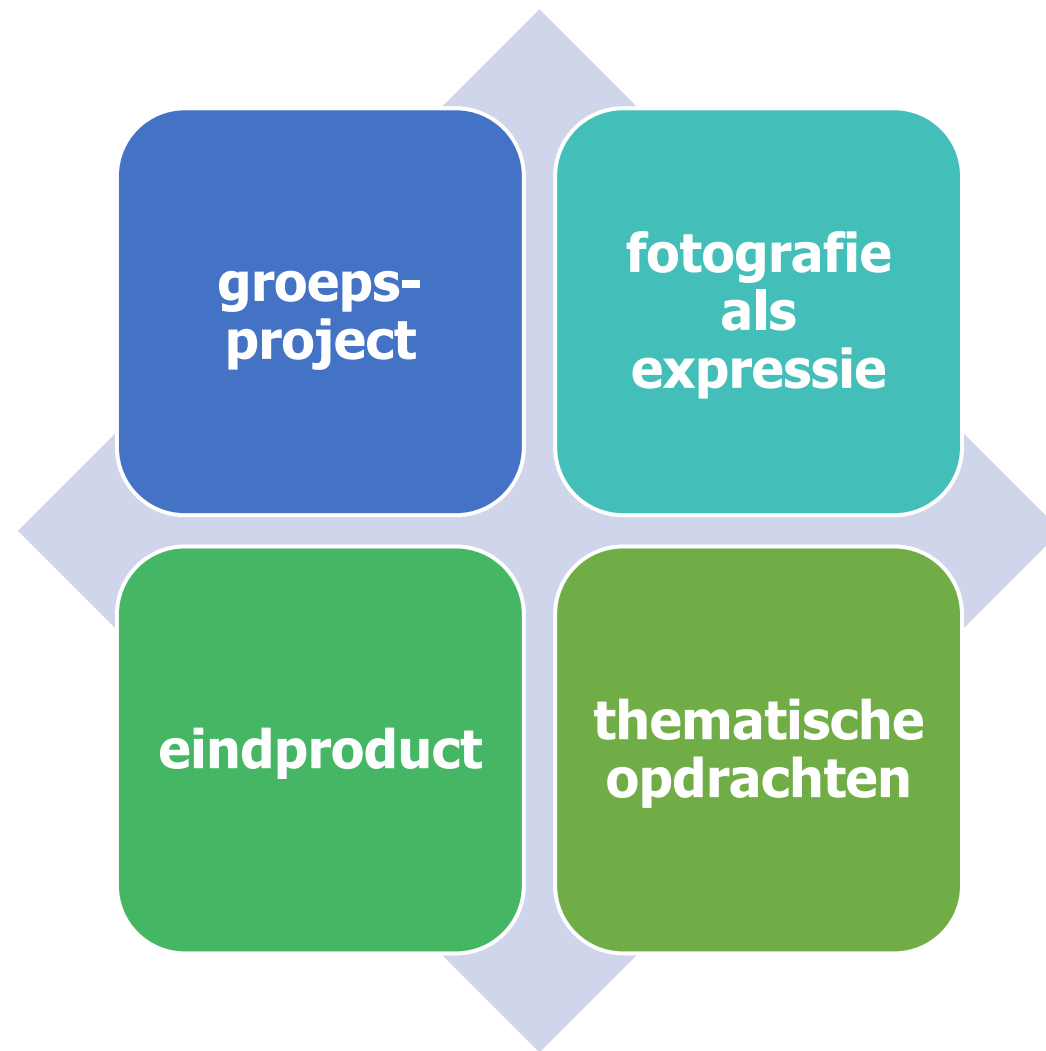 groeps-
project
fotografie
als
expressie
eindproduct
thematische
opdrachten